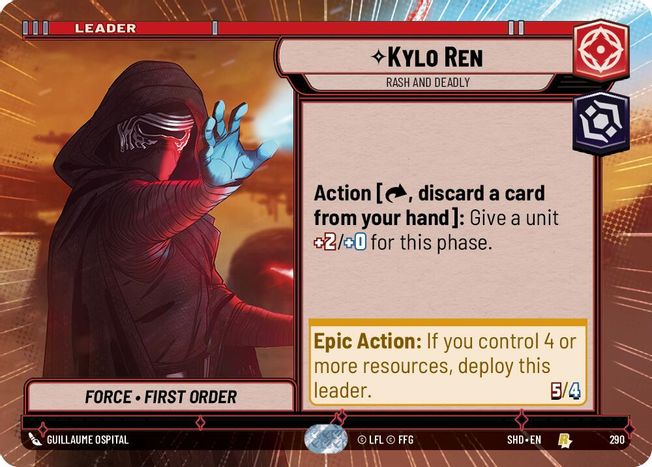 LEADER
Kylo Ren
RASH AND DEADLY
Action [, discard a card
from your hand]: Give a unit
+2/+0 for this phase.
Epic Action: If you control 4 or
more resources, deploy this
leader.
5/4
FORCE • FIRST ORDER
GUILLAUME OSPITAL
© LFL © FFG
SHD • EN
R
290